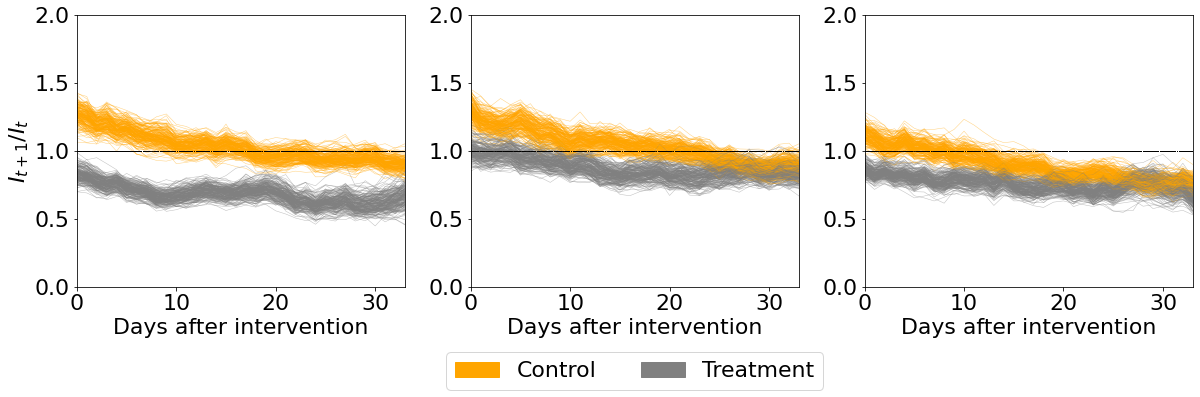 2.0 2.0 2.0
1.5 1.5 1.5
1.0 1.0 1.0
0.5 0.5 0.5
0.0 0.0 0.0
I_{t+1}/I_t
0 10 20 30 0 10 20 30 0 10 20 30
Days after intervention Days after intervention Days after intervention
Control Treatment